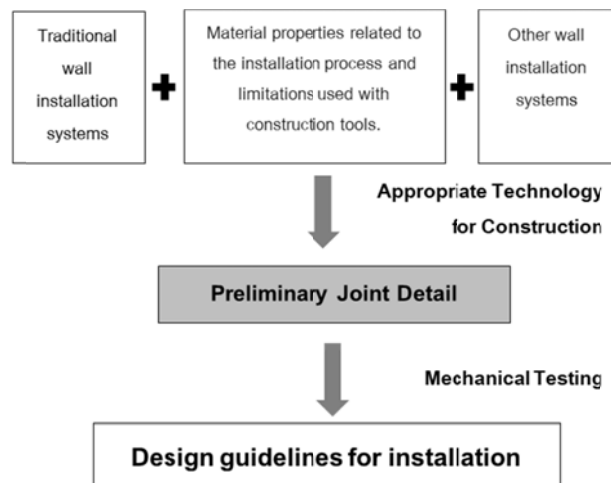 Traditional
wall
installation
systems
+
Material properties related to
the installation process and
limitations used with
construction tools.
+
Other wall
installation
systems
Appropriate Technology
for Construction
Preliminary Joint Detail
Mechanical Testing
Design guidelines for installation